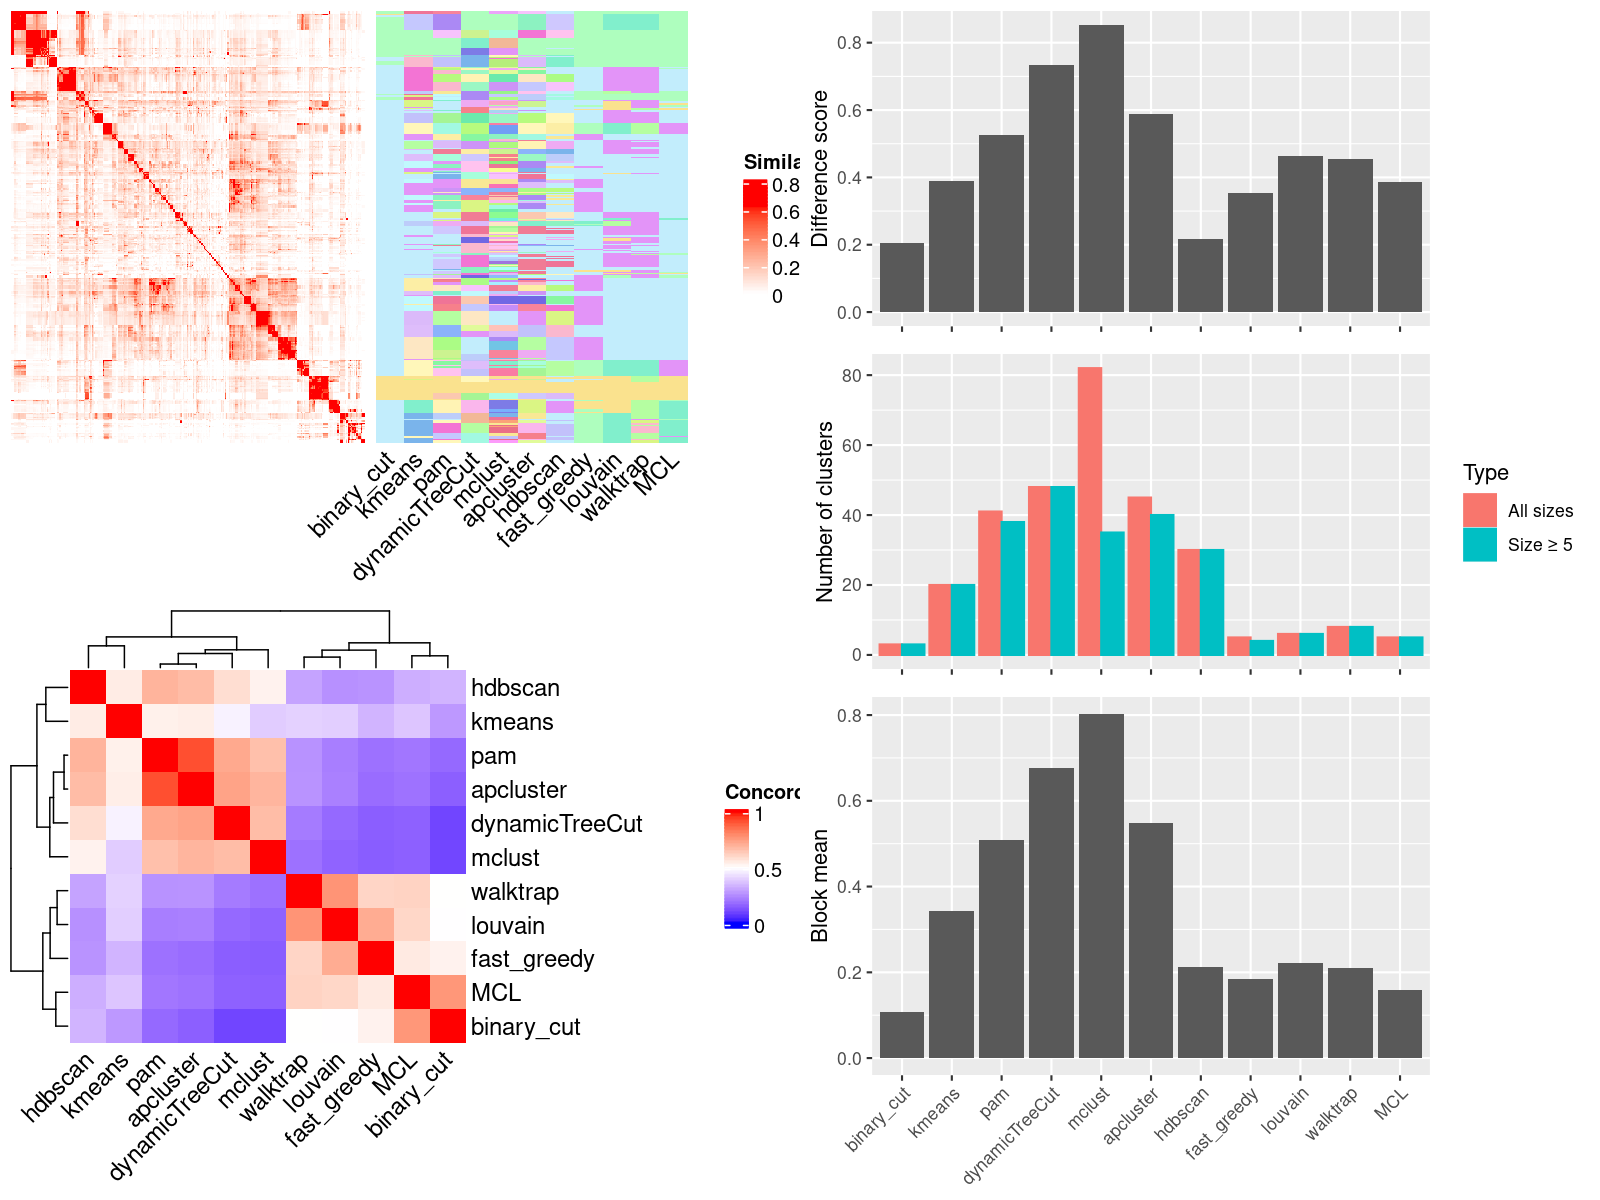 Simila
0.8
0.6
0.4
0.2
0
binary_cut
kmeans
pam
dynamicTreeCut
mclust
apcluster
hdbscan
fast_greedy
louvain
walktrap
MCL
Difference score
0.8
0.6
0.4
0.2
0.0
Number of clusters
80
60
40
20
0
Type
All sizes
Size ≥ 5
hdbscan
kmeans
pam
apcluster
dynamicTreeCut
mclust
walktrap
louvain
fast_greedy
MCL
binary_cut
hdbscan
kmeans
pam
apcluster
dynamicTreeCut
mclust
walktrap
louvain
fast_greedy
MCL
binary_cut
Concord
1
0.5
0
Block mean
0.8
0.6
0.4
0.2
0.0
binary_cut
kmeans
pam
dynamicTreeCut
mclust
apcluster
hdbscan
fast_greedy
louvain
walktrap
MCL